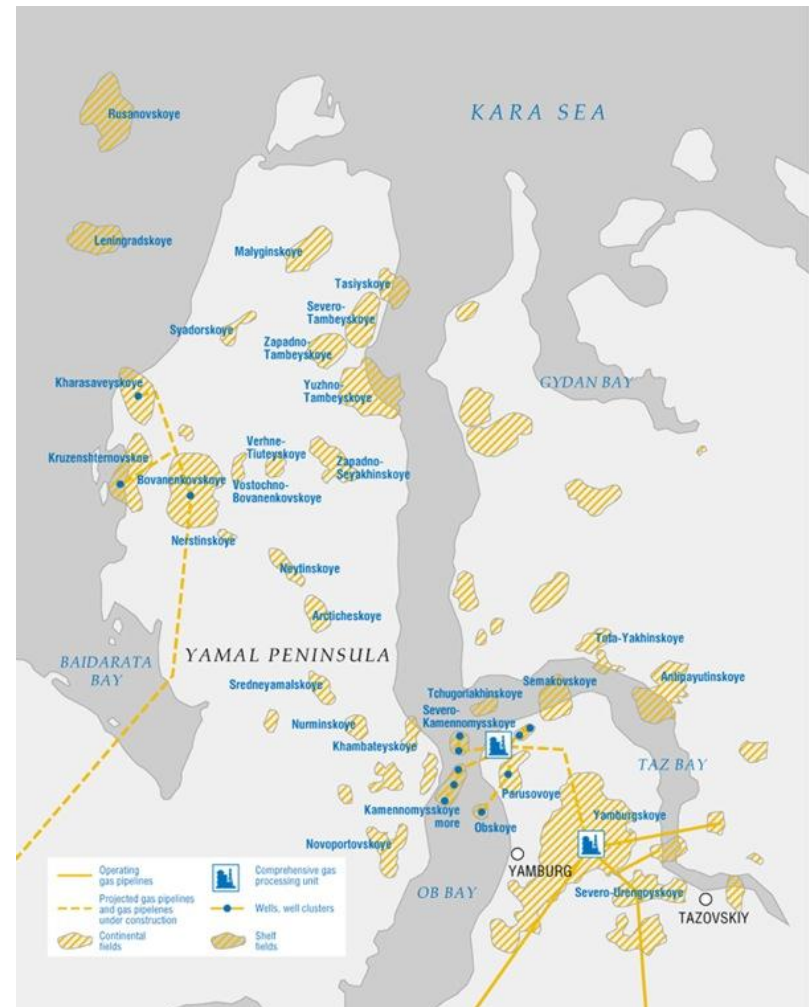 KARA SEA
Rusanovskoye
Leningradskoye
Malyginskoye
Tasiyskoye
Severo-
Tambeyskoye
Syadorskoye
Zapadno-
Tambeyskoye
Kharasaveyskoye
Yuzhno-
Tambeyskoye
GYDAN BAY
Kruzenshternovskoe
Bovanenkovskoye
Verhne-
Tiuteyskoye
Vostochno-
Bovanenkovskoye
Zapadno-
Seyakhinskoye
Nerstinskoye
Neytinskoye
Arcticheskoye
YAMAL PENINSULA
BAIDARATA
BAY
Tota-Yakhinskoye
Antipayutinskoye
Semakovskoye
Tchugoriakhinskoye
Sredneyamalskoye
Severo-
Kamennomysskoye
Nurminskoye
Khambateyskoye
TAZ BAY
Parusovoye
Kamennomysskoye
more
Obskoye
Yamburgskoye
Novoportovskoye
YAMBURG
OB BAY
Severo-Urengoyskoye
TAZOVSKIY
Operating
gas pipelines
Projected gas pipelines
and gas pipelenes
under construction
Continental
fields
Comprehensive gas
processing unit
Wells, well clusters
Shelf
fields